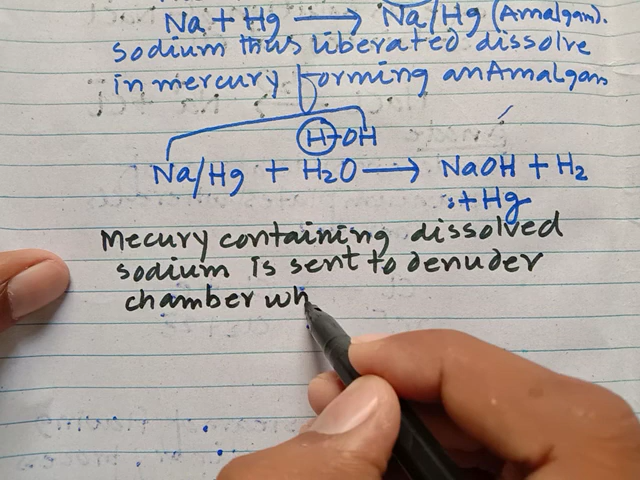 Na + Hg ⟶ Na/Hg (Amalgam).
sodium thus liberated dissolve
in mercury forming an Amalgam
H-OH
Na/Hg + H2O ⟶ NaOH + H2
+ Hg
Mecury containing dissolved
sodium is sent to denuder
chamber wh